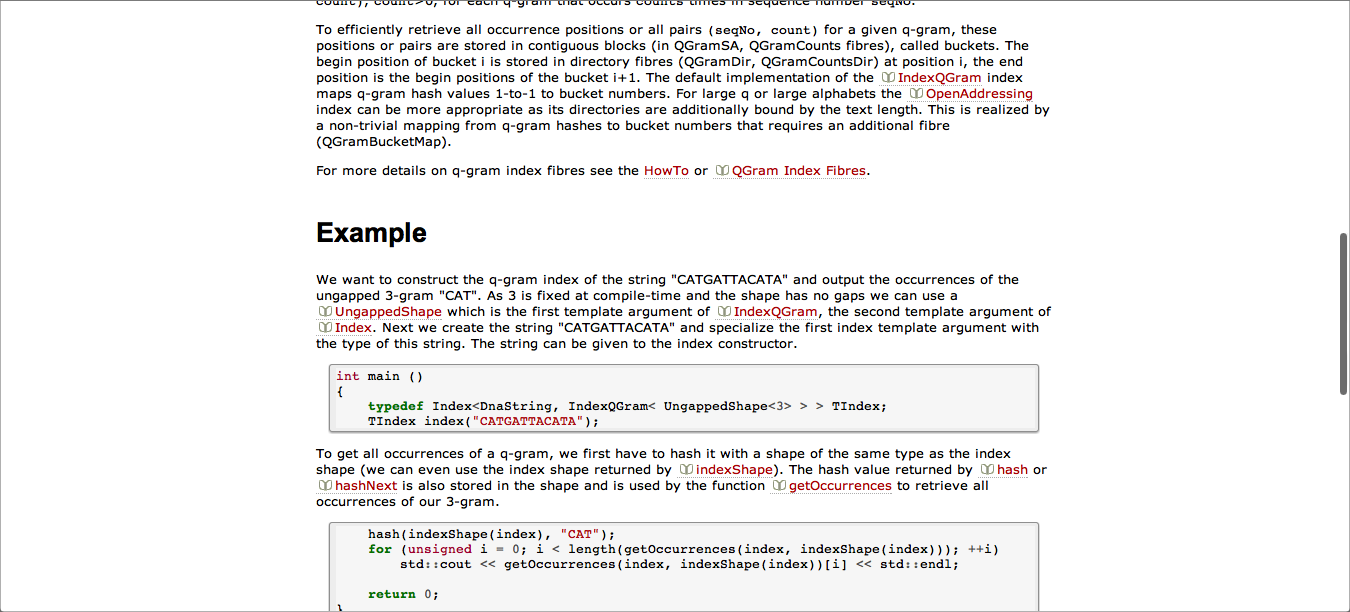 count), count>0, for each q-gram that occurs counts times in sequence number seqNo.
To efficiently retrieve all occurrence positions or all pairs (seqNo, count) for a given q-gram, these
positions or pairs are stored in contiguous blocks (in QGramSA, QGramCounts fibres), called buckets. The
begin position of bucket i is stored in directory fibres (QGramDir, QGramCountsDir) at position i, the end
position is the begin positions of the bucket i+1. The default implementation of the IndexQGram index
maps q-gram hash values 1-to-1 to bucket numbers. For large q or large alphabets the OpenAddressing
index can be more appropriate as its directories are additionally bound by the text length. This is realized by
a non-trivial mapping from q-gram hashes to bucket numbers that requires an additional fibre
(QGramBucketMap).
For more details on q-gram index fibres see the HowTo or QGram Index Fibres.
Example
We want to construct the q-gram index of the string "CATGATTACATA" and output the occurrences of the
ungapped 3-gram "CAT". As 3 is fixed at compile-time and the shape has no gaps we can use a
UngappedShape which is the first template argument of IndexQGram, the second template argument of
Index. Next we create the string "CATGATTACATA" and specialize the first index template argument with
the type of this string. The string can be given to the index constructor.
int main ()
{
    typedef Index<DnaString, IndexQGram< UngappedShape<3> > > TIndex;
    TIndex index("CATGATTACATA");
To get all occurrences of a q-gram, we first have to hash it with a shape of the same type as the index
shape (we can even use the index shape returned by indexShape). The hash value returned by hash or
hashNext is also stored in the shape and is used by the function getOccurrences to retrieve all
occurrences of our 3-gram.
    hash(indexShape(index), "CAT");
    for (unsigned i = 0; i < length(getOccurrences(index, indexShape(index))); ++i)
        std::cout << getOccurrences(index, indexShape(index))[i] << std::endl;
    return 0;
}